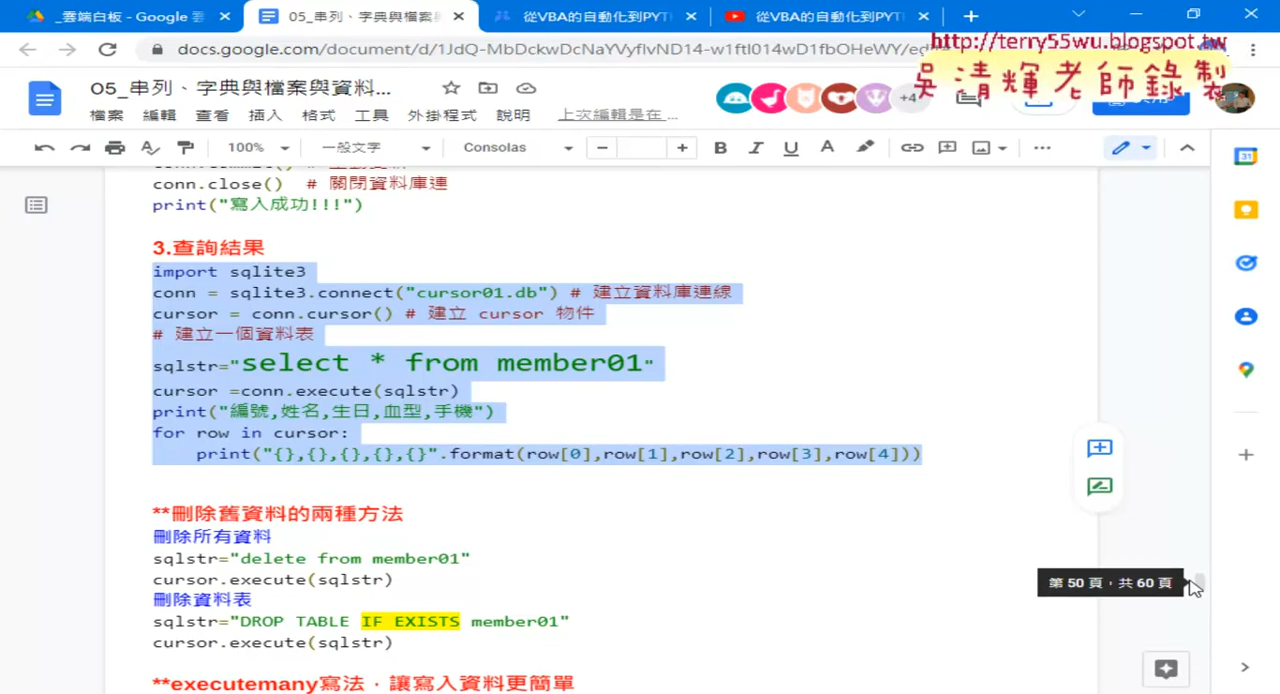 _雲端白板 - Google 雲
05_串列、字典與檔案與
從VBA的自動化到PYT
從VBA的自動化到PYT
docs.google.com/document/d/1JdQ-MbDckwDcNaYVyflvND14-w1ftI014wD1fbOHeWY/ed
http://terry55wu.blogspot.tw
吳清輝老師錄製
05_串列、字典與檔案與資料...
+4
檔案 編輯 查看 插入 格式 工具 外掛程式 說明 上次編輯是在 ...
100% 一般文字 Consolas
conn.close() # 關閉資料庫連
print("寫入成功!!!")
3.查詢結果
import sqlite3
conn = sqlite3.connect("cursor01.db") # 建立資料庫連線
cursor = conn.cursor() # 建立 cursor 物件
# 建立一個資料表
sqlstr="select * from member01"
cursor =conn.execute(sqlstr)
print("編號,姓名,生日,血型,手機")
for row in cursor:
print("{},{},{},{},{}".format(row[0],row[1],row[2],row[3],row[4]))
**刪除舊資料的兩種方法
刪除所有資料
sqlstr="delete from member01"
cursor.execute(sqlstr)
第 50 頁，共 60 頁
刪除資料表
sqlstr="DROP TABLE IF EXISTS member01"
cursor.execute(sqlstr)
**executemany寫法，讓寫入資料更簡單